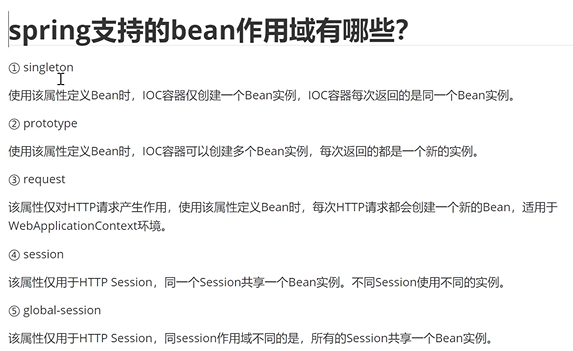 spring支持的bean作用域有哪些?
① singleton
使用该属性定义Bean时，IOC容器仅创建一个Bean实例，IOC容器每次返回的是同一个Bean实例。
② prototype
使用该属性定义Bean时，IOC容器可以创建多个Bean实例，每次返回的都是一个新的实例。
③ request
该属性仅对HTTP请求产生作用，使用该属性定义Bean时，每次HTTP请求都会创建一个新的Bean，适用于
WebApplicationContext环境。
④ session
该属性仅用于HTTP Session，同一个Session共享一个Bean实例。不同Session使用不同的实例。
⑤ global-session
该属性仅用于HTTP Session，同session作用域不同的是，所有的Session共享一个Bean实例。